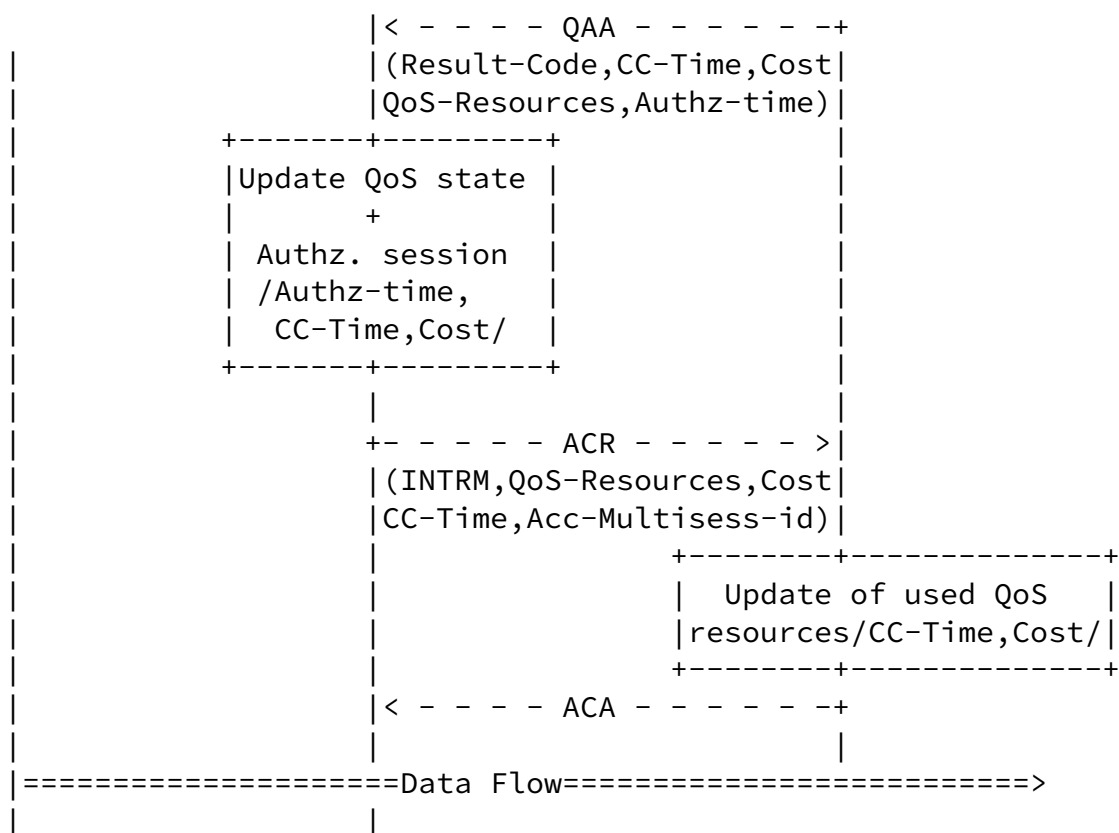 |< - - - - QAA - - - - - -+
|                   |(Result-Code,CC-Time,Cost|
|                   |QoS-Resources,Authz-time)|
|           +-------+---------+               |
|           |Update QoS state |               |
|           |       +         |               |
|           | Authz. session  |               |
|           | /Authz-time,    |               |
|           |  CC-Time,Cost/  |               |
|           +-------+---------+               |
|                   |                         |
|                   +- - - - - ACR - - - - - >|
|                   |(INTRM,QoS-Resources,Cost|
|                   |CC-Time,Acc-Multisess-id)|
|                   |                +--------+--------------+
|                   |                |  Update of used QoS   |
|                   |                |resources/CC-Time,Cost/|
|                   |                +--------+--------------+
|                   |< - - - - ACA - - - - - -+
|                   |                         |
|=====================Data Flow==========================>
|                   |